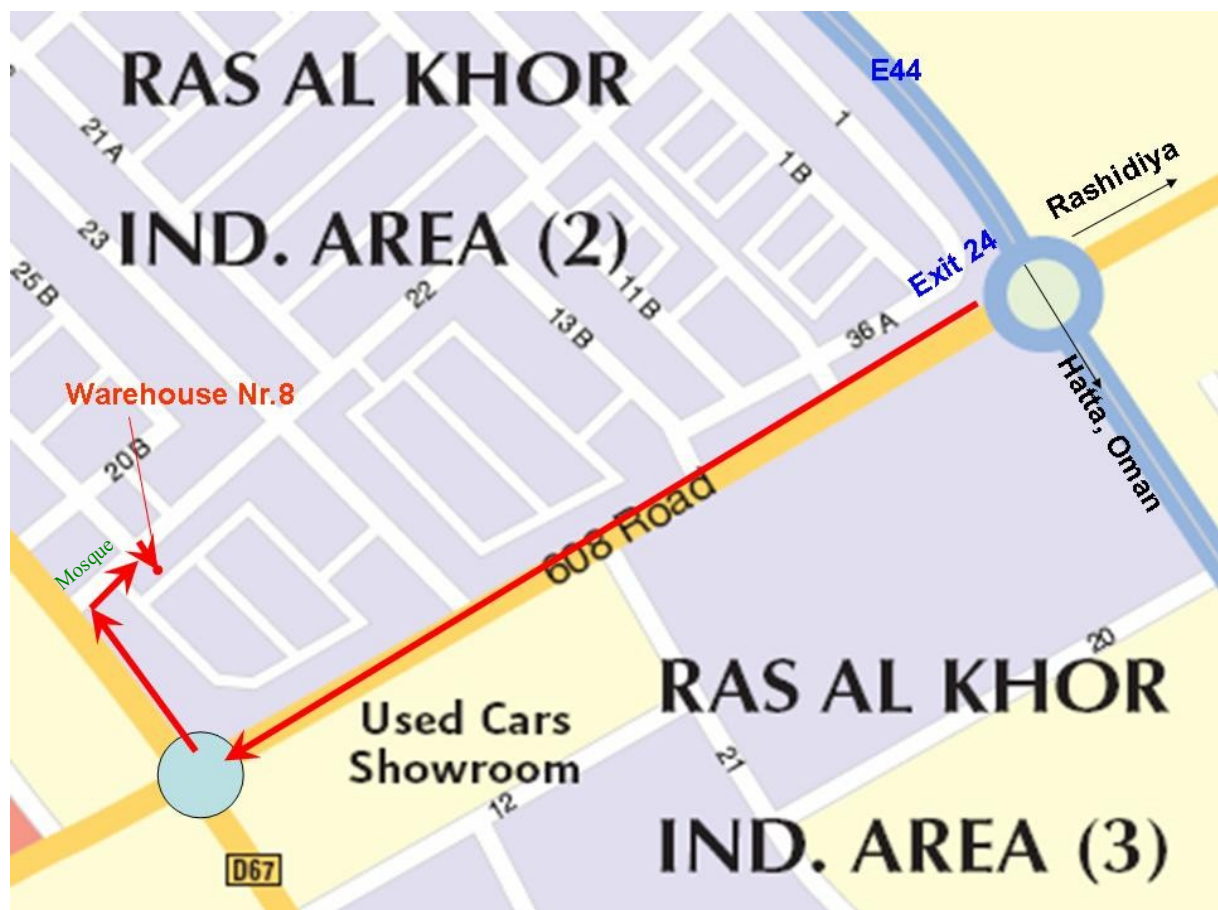 RAS AL KHOR
IND. AREA (2)
E44
Rashidiya
Exit 24
Hatta, Oman
1
1 B
21 A
23
25 B
22
11 B
13 B
36 A
Warehouse Nr.8
20 B
Mosque
608 Road
Used Cars
Showroom
RAS AL KHOR
IND. AREA (3)
20
21
12
D67